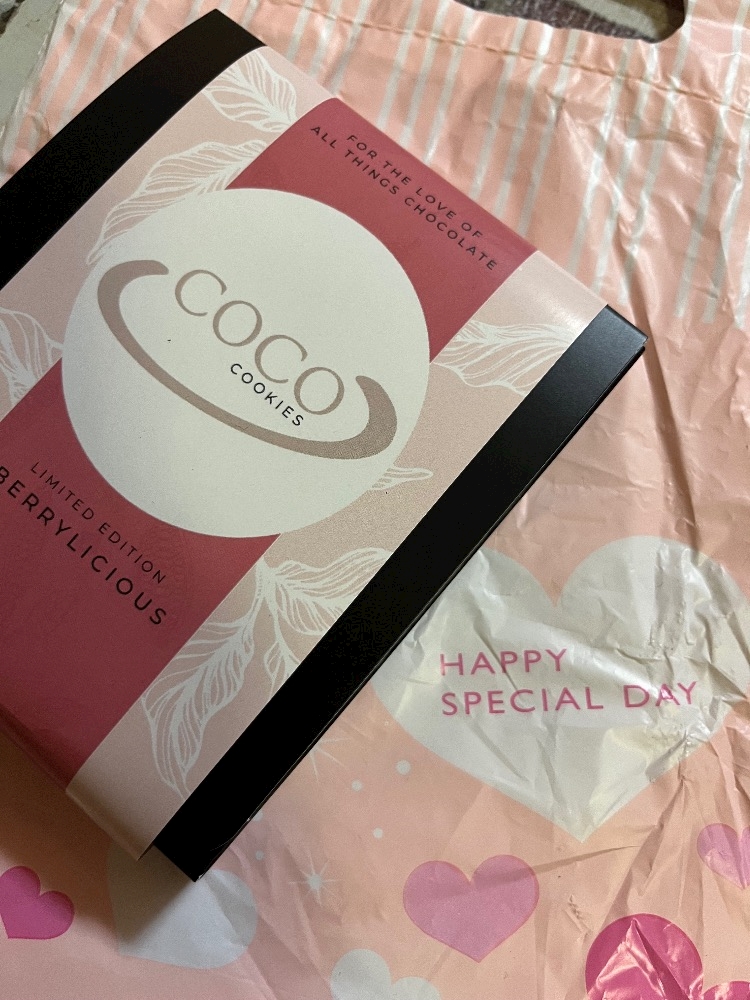 FOR THE LOVE OF
ALL THINGS CHOCOLATE
COCO
COOKIES
LIMITED EDITION
BERRYLICIOUS
HAPPY
SPECIAL DAY